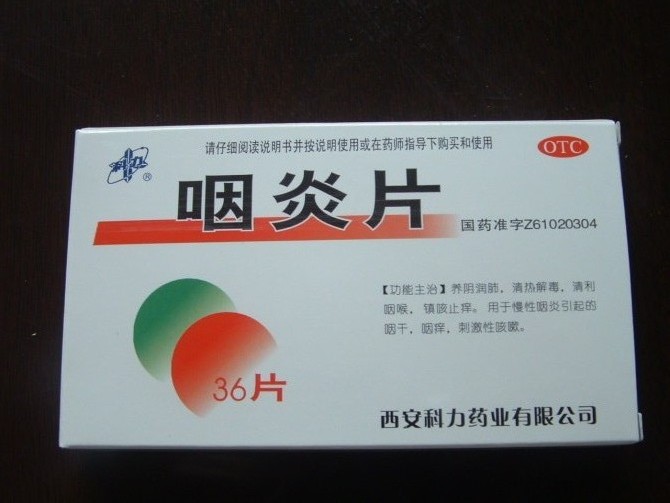 请仔细阅读说明书并按说明使用或在药师指导下购买和使用
OTC
科力
®
咽炎片
国药准字Z61020304
【功能主治】养阴润肺，清热解毒，清利
咽喉，镇咳止痒。用于慢性咽炎引起的
咽干，咽痒，刺激性咳嗽。
36片
西安科力药业有限公司